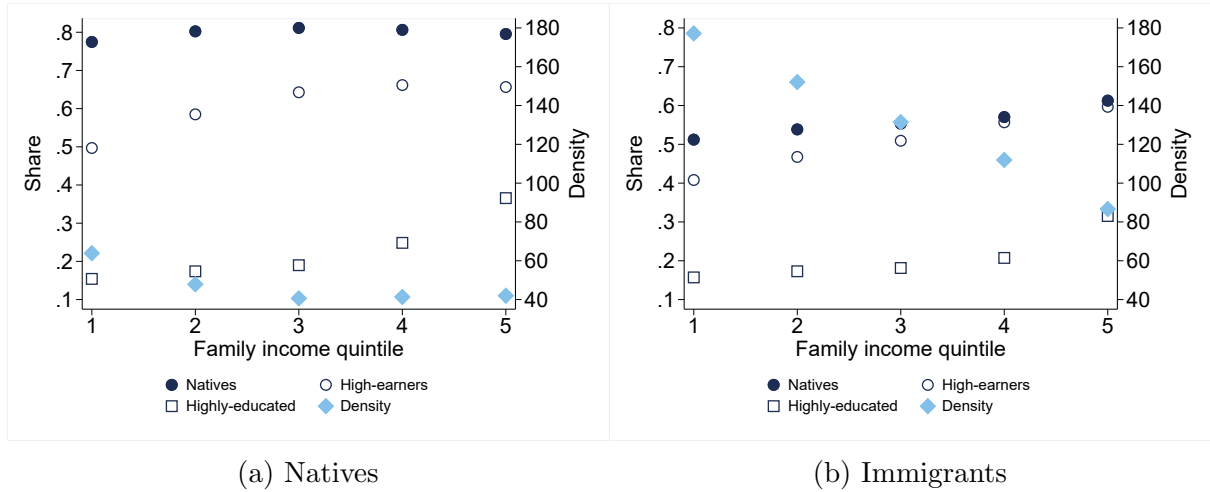 .8
.7
.6
.5
.4
.3
.2
.1
Share
180
160
140
120
100
80
60
40
Density
1 2 3 4 5
Family income quintile
Natives High-earners
Highly-educated Density
(a) Natives
.8
.7
.6
.5
.4
.3
.2
.1
Share
180
160
140
120
100
80
60
40
Density
1 2 3 4 5
Family income quintile
Natives High-earners
Highly-educated Density
(b) Immigrants